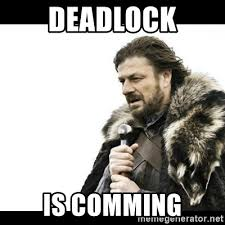 DEADLOCK
IS COMMING
memegenerator.net